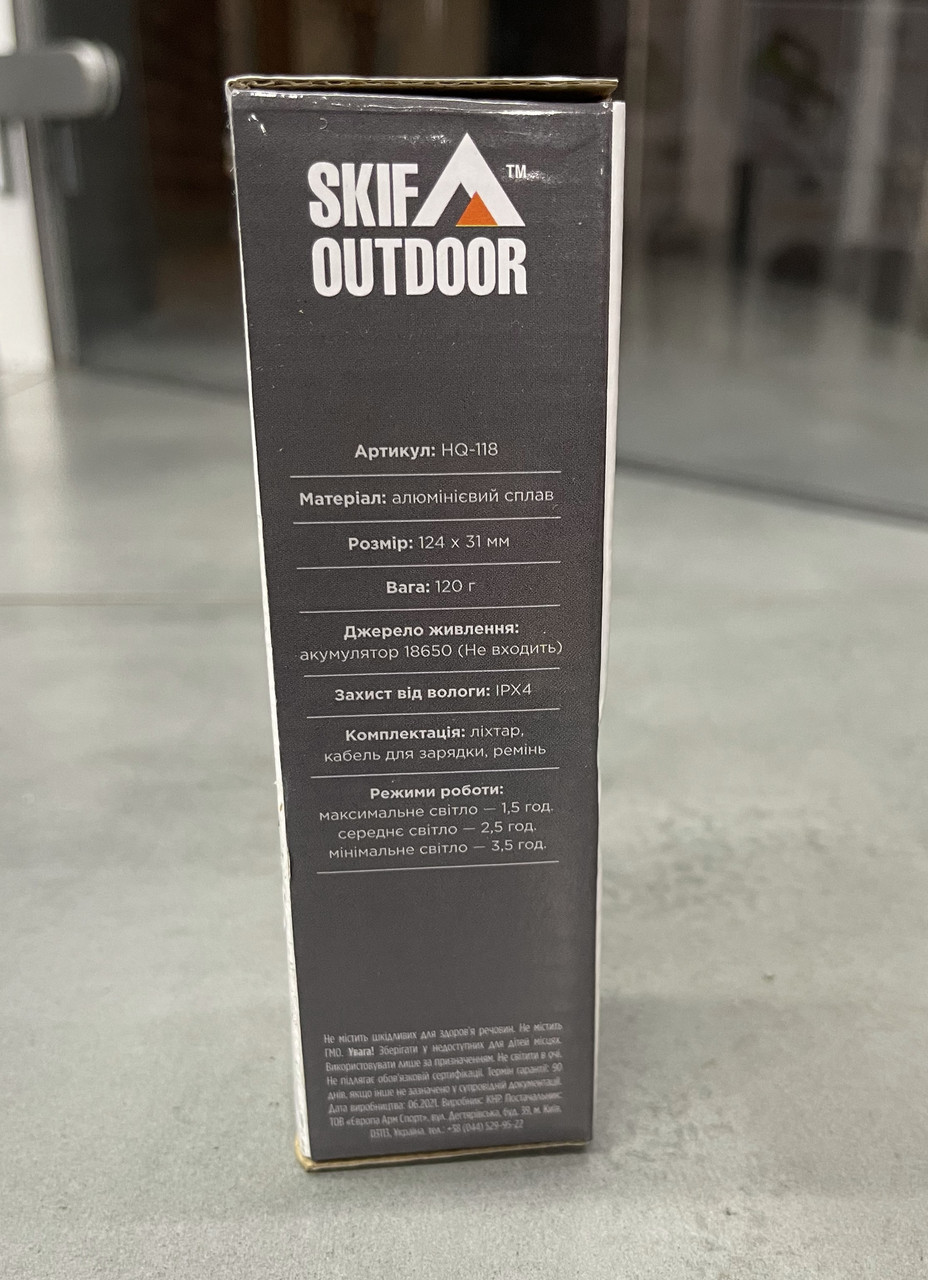 SKIF
™
OUTDOOR
Артикул: HQ-118
Матеріал: алюмінієвий сплав
Розмір: 124 x 31 мм
Вага: 120 г
Джерело живлення:
акумулятор 18650 (Не входить)
Захист від вологи: IPX4
Комплектація: ліхтар,
кабель для зарядки, ремінь
Режими роботи:
максимальне світло — 1,5 год.
середнє світло — 2,5 год.
мінімальне світло — 3,5 год.
Не містить шкідливих для здоров'я речовин. Не містить
ГМО. Увага! Зберігати у недоступних для дітей місцях.
Використовувати лише за призначенням. Не світити в очі.
Не підлягає обов'язковій сертифікації. Термін гарантії: 90
днів, якщо інше не зазначено у супровідній документації.
Дата виробництва: 06.2021. Виробник: КНР. Постачальник:
ТОВ «Європа Арм Спорт», вул. Дегтярівська, буд. 39, м. Київ,
03113, Україна. тел.: +38 (044) 529-95-22